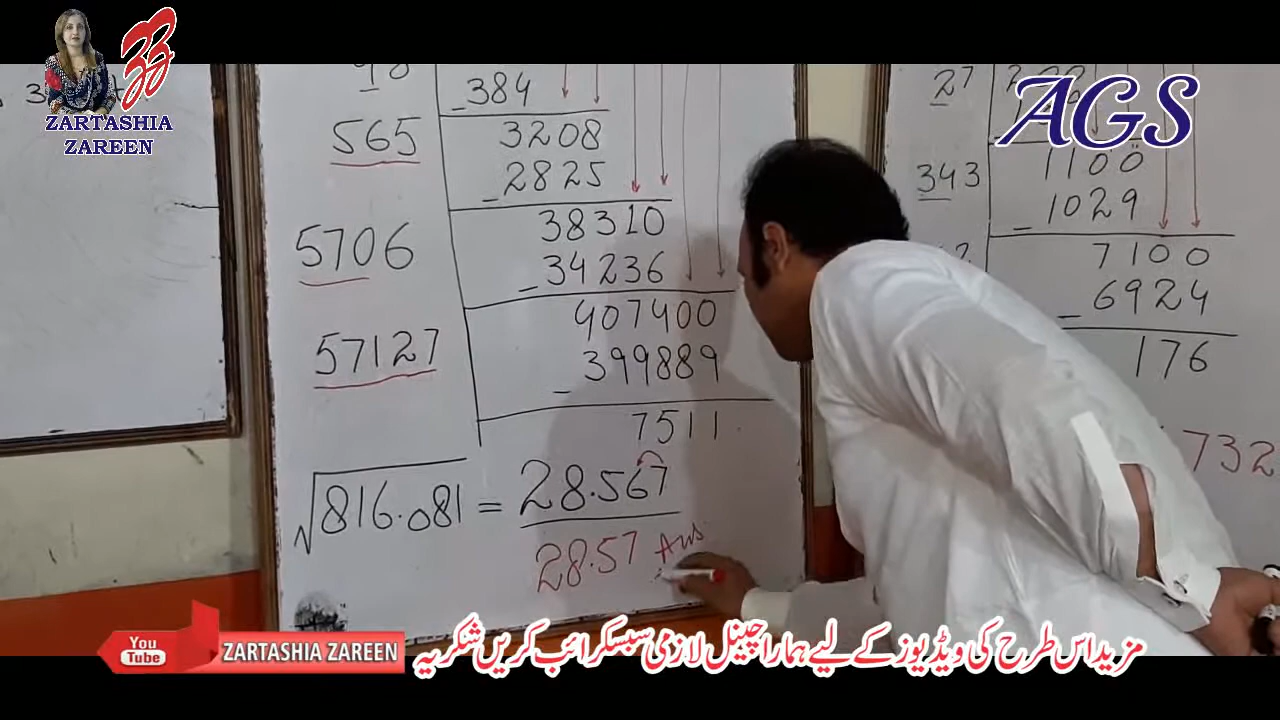 ZARTASHIA
ZAREEN
AGS
384
565
3208
- 2825
5706
38310
- 34236
57127
407400
- 399889
7511
√816.081 = 28.567
28.57 Ans
27
343
1100
- 1029
7100
- 6924
176
732
You
Tube
ZARTASHIA ZAREEN
مزید اس طرح کی ویڈیوز کے لیے ہمارا چینل لازمی سبسکرائب کریں شکریہ